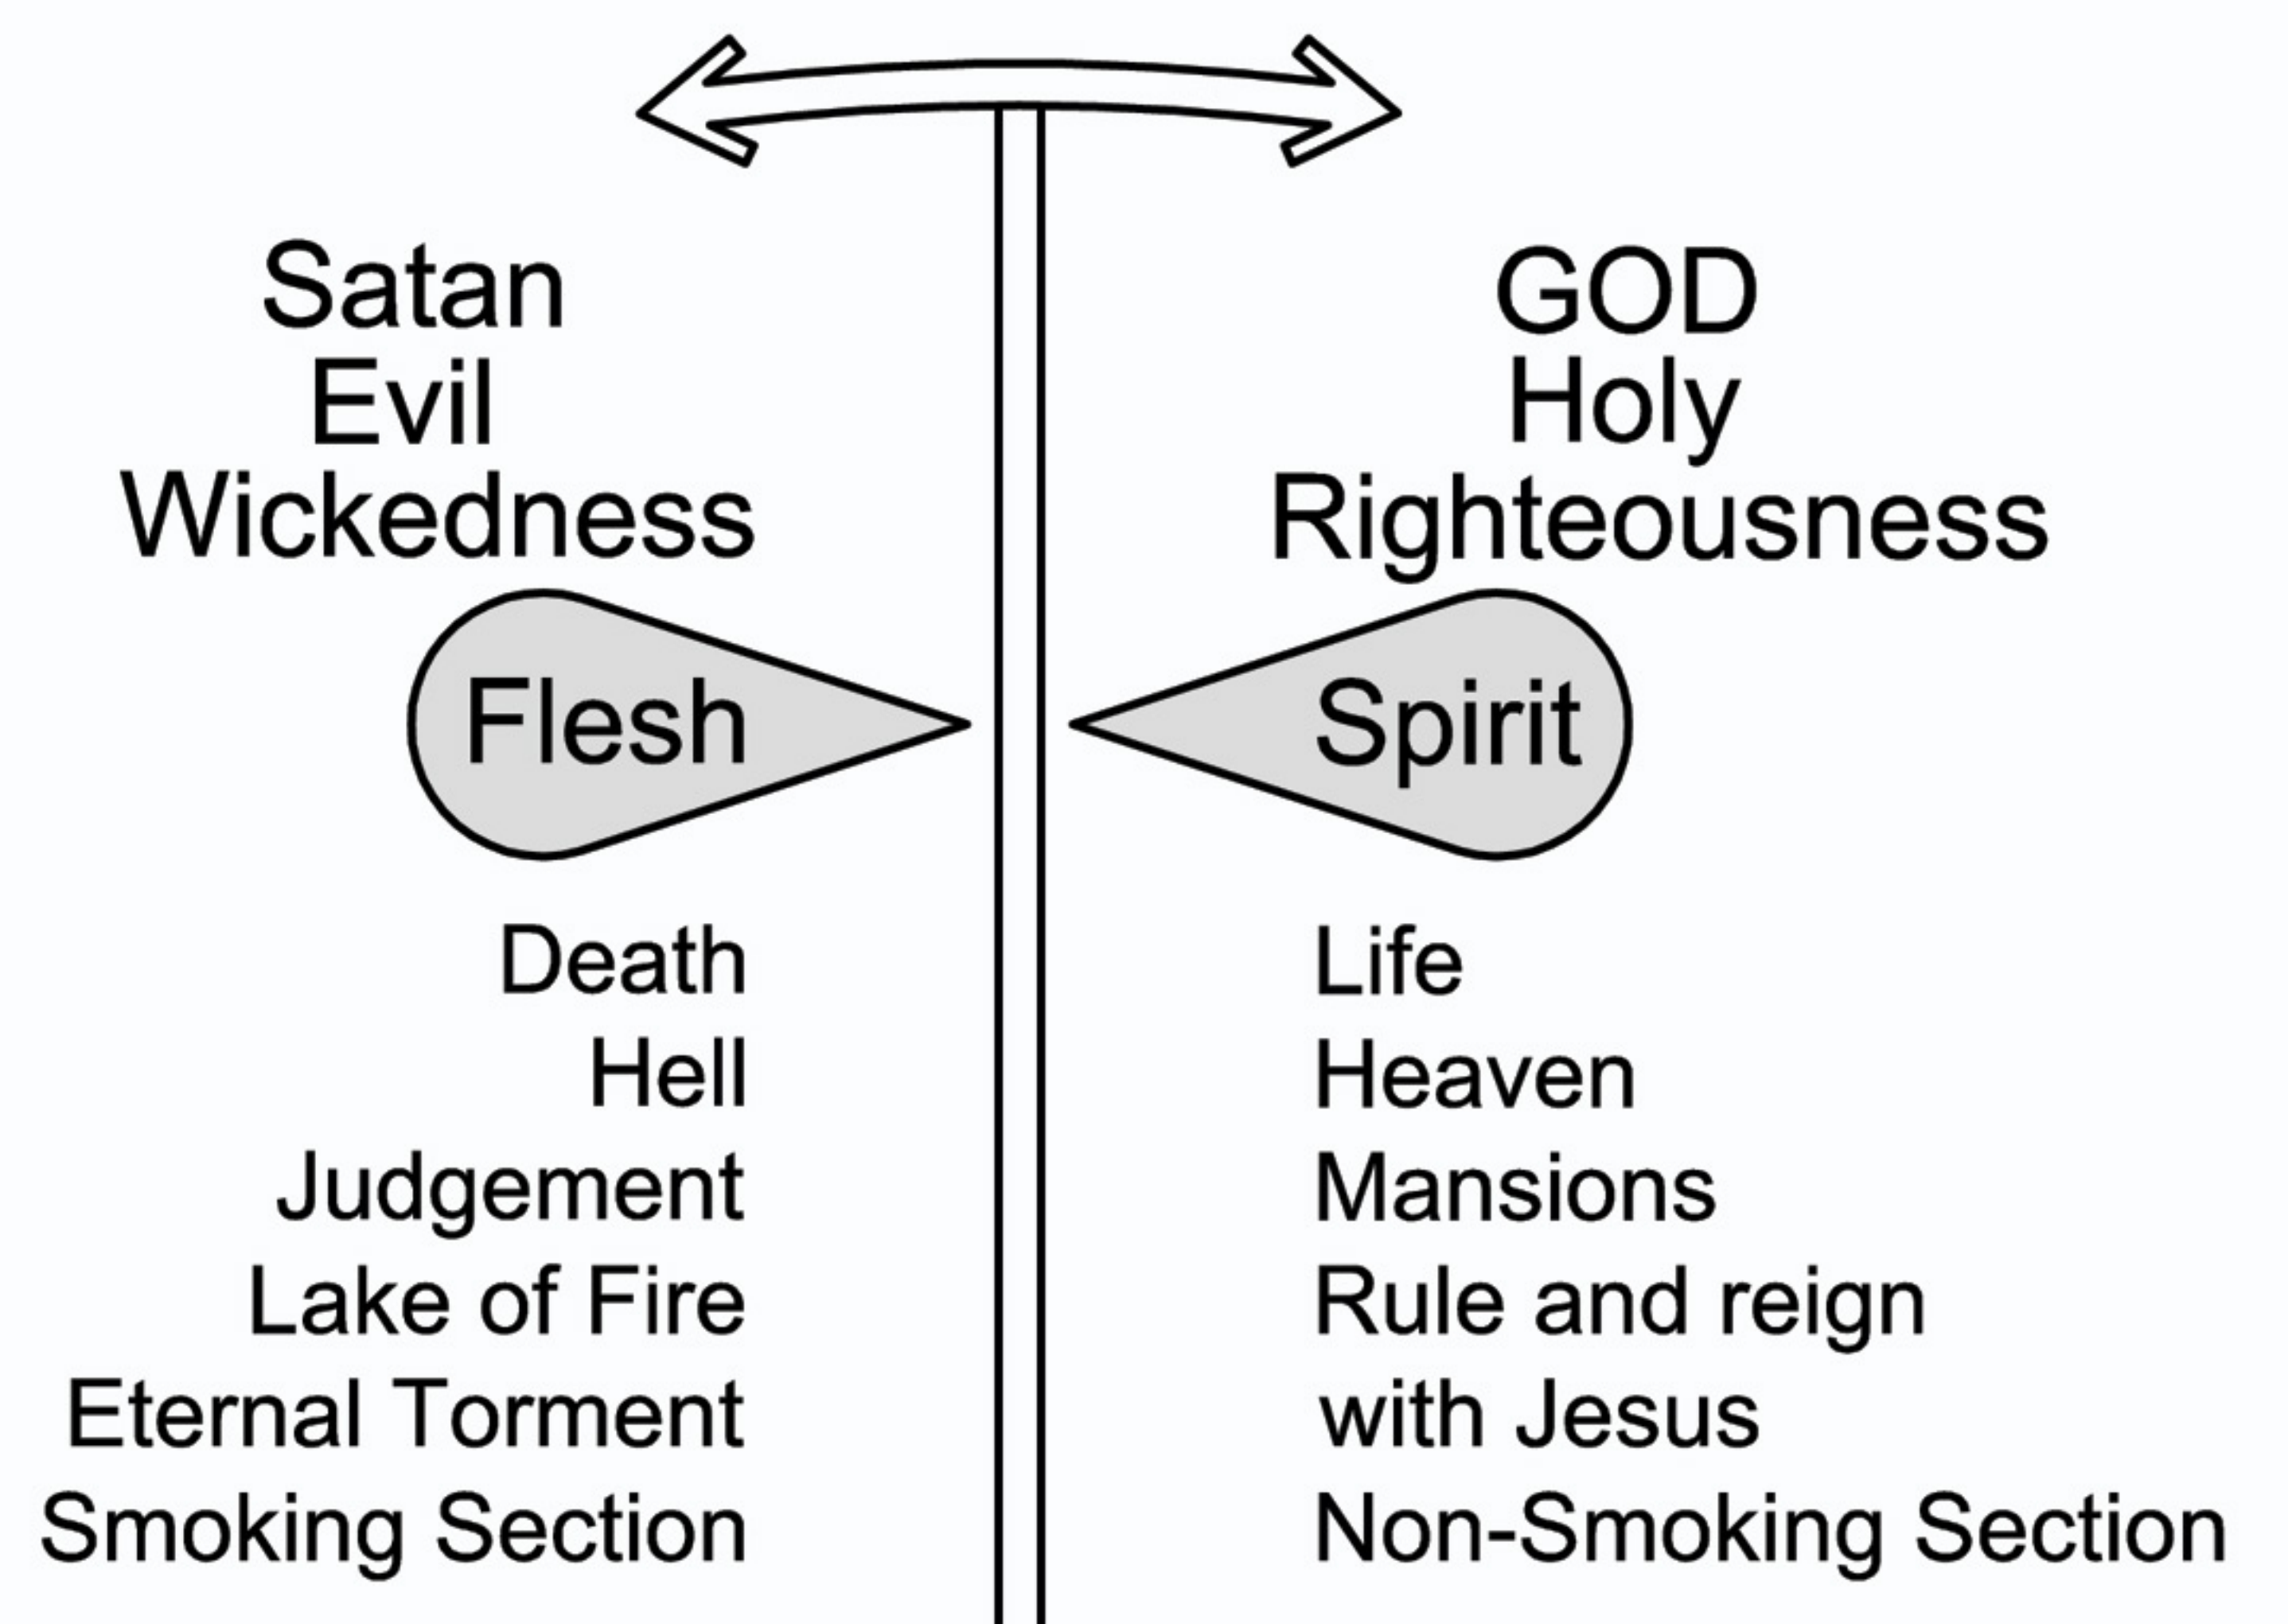 Satan
Evil
Wickedness
Flesh
Death
Hell
Judgement
Lake of Fire
Eternal Torment
Smoking Section
GOD
Holy
Righteousness
Spirit
Life
Heaven
Mansions
Rule and reign
with Jesus
Non-Smoking Section